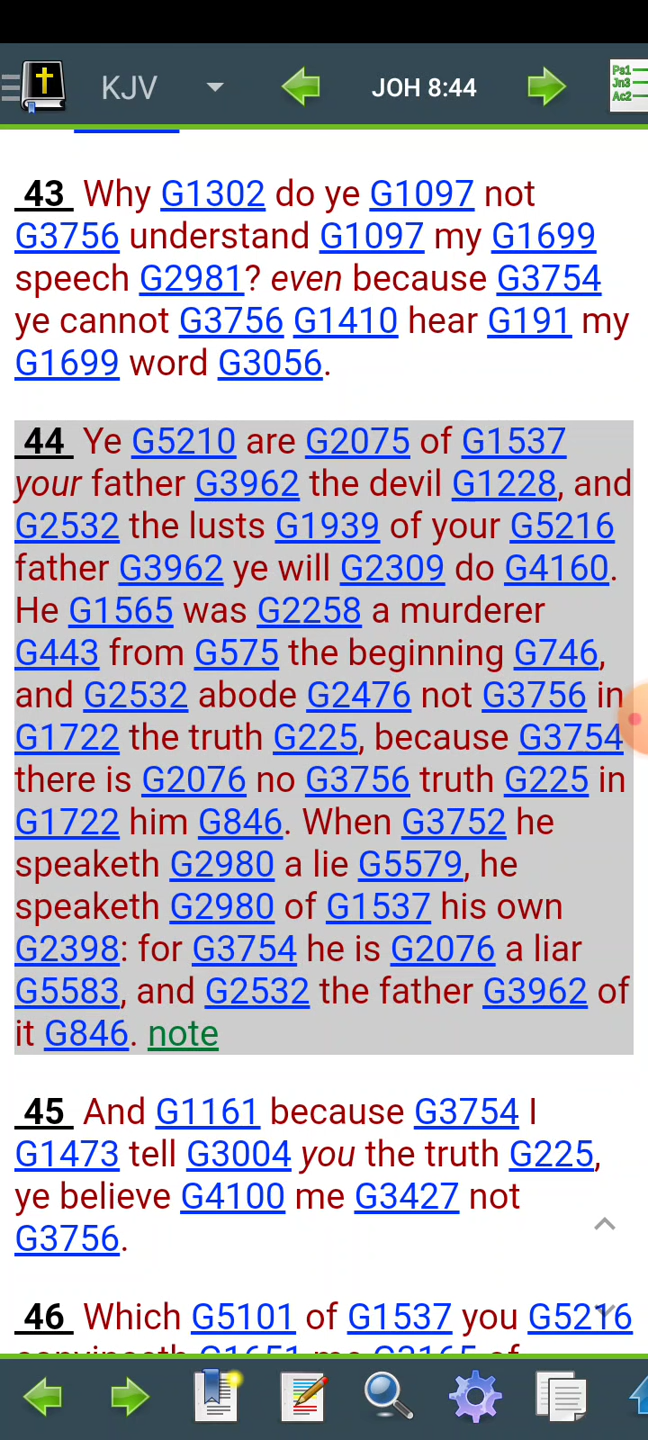 KJV
JOH 8:44
Ps1
Jn3
Ac2
43 Why G1302 do ye G1097 not
G3756 understand G1097 my G1699
speech G2981? even because G3754
ye cannot G3756 G1410 hear G191 my
G1699 word G3056.
44 Ye G5210 are G2075 of G1537
your father G3962 the devil G1228, and
G2532 the lusts G1939 of your G5216
father G3962 ye will G2309 do G4160.
He G1565 was G2258 a murderer
G443 from G575 the beginning G746,
and G2532 abode G2476 not G3756 in
G1722 the truth G225, because G3754
there is G2076 no G3756 truth G225 in
G1722 him G846. When G3752 he
speaketh G2980 a lie G5579, he
speaketh G2980 of G1537 his own
G2398: for G3754 he is G2076 a liar
G5583, and G2532 the father G3962 of
it G846. note
45 And G1161 because G3754 I
G1473 tell G3004 you the truth G225,
ye believe G4100 me G3427 not
G3756.
46 Which G5101 of G1537 you G5216